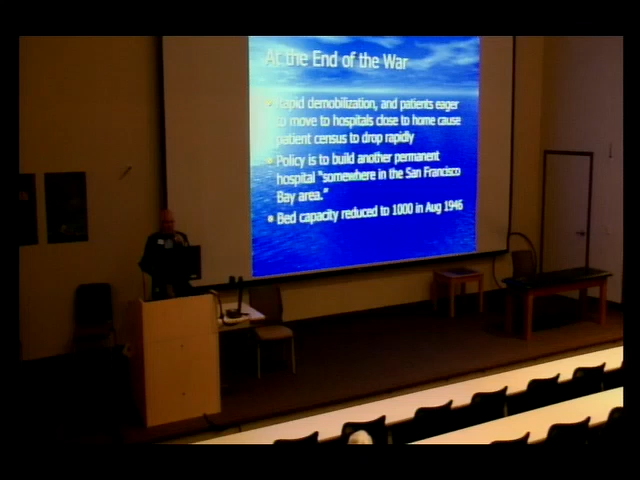 At the End of the War
Rapid demobilization, and patients eager
to move to hospitals close to home cause
patient census to drop rapidly
Policy is to build another permanent
hospital "somewhere in the San Francisco
Bay area."
Bed capacity reduced to 1000 in Aug 1946